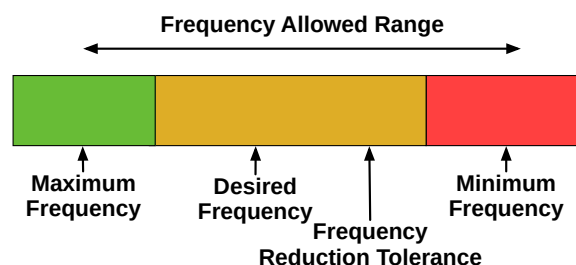 Frequency Allowed Range
Maximum
Frequency
Desired
Frequency
Frequency
Reduction Tolerance
Minimum
Frequency